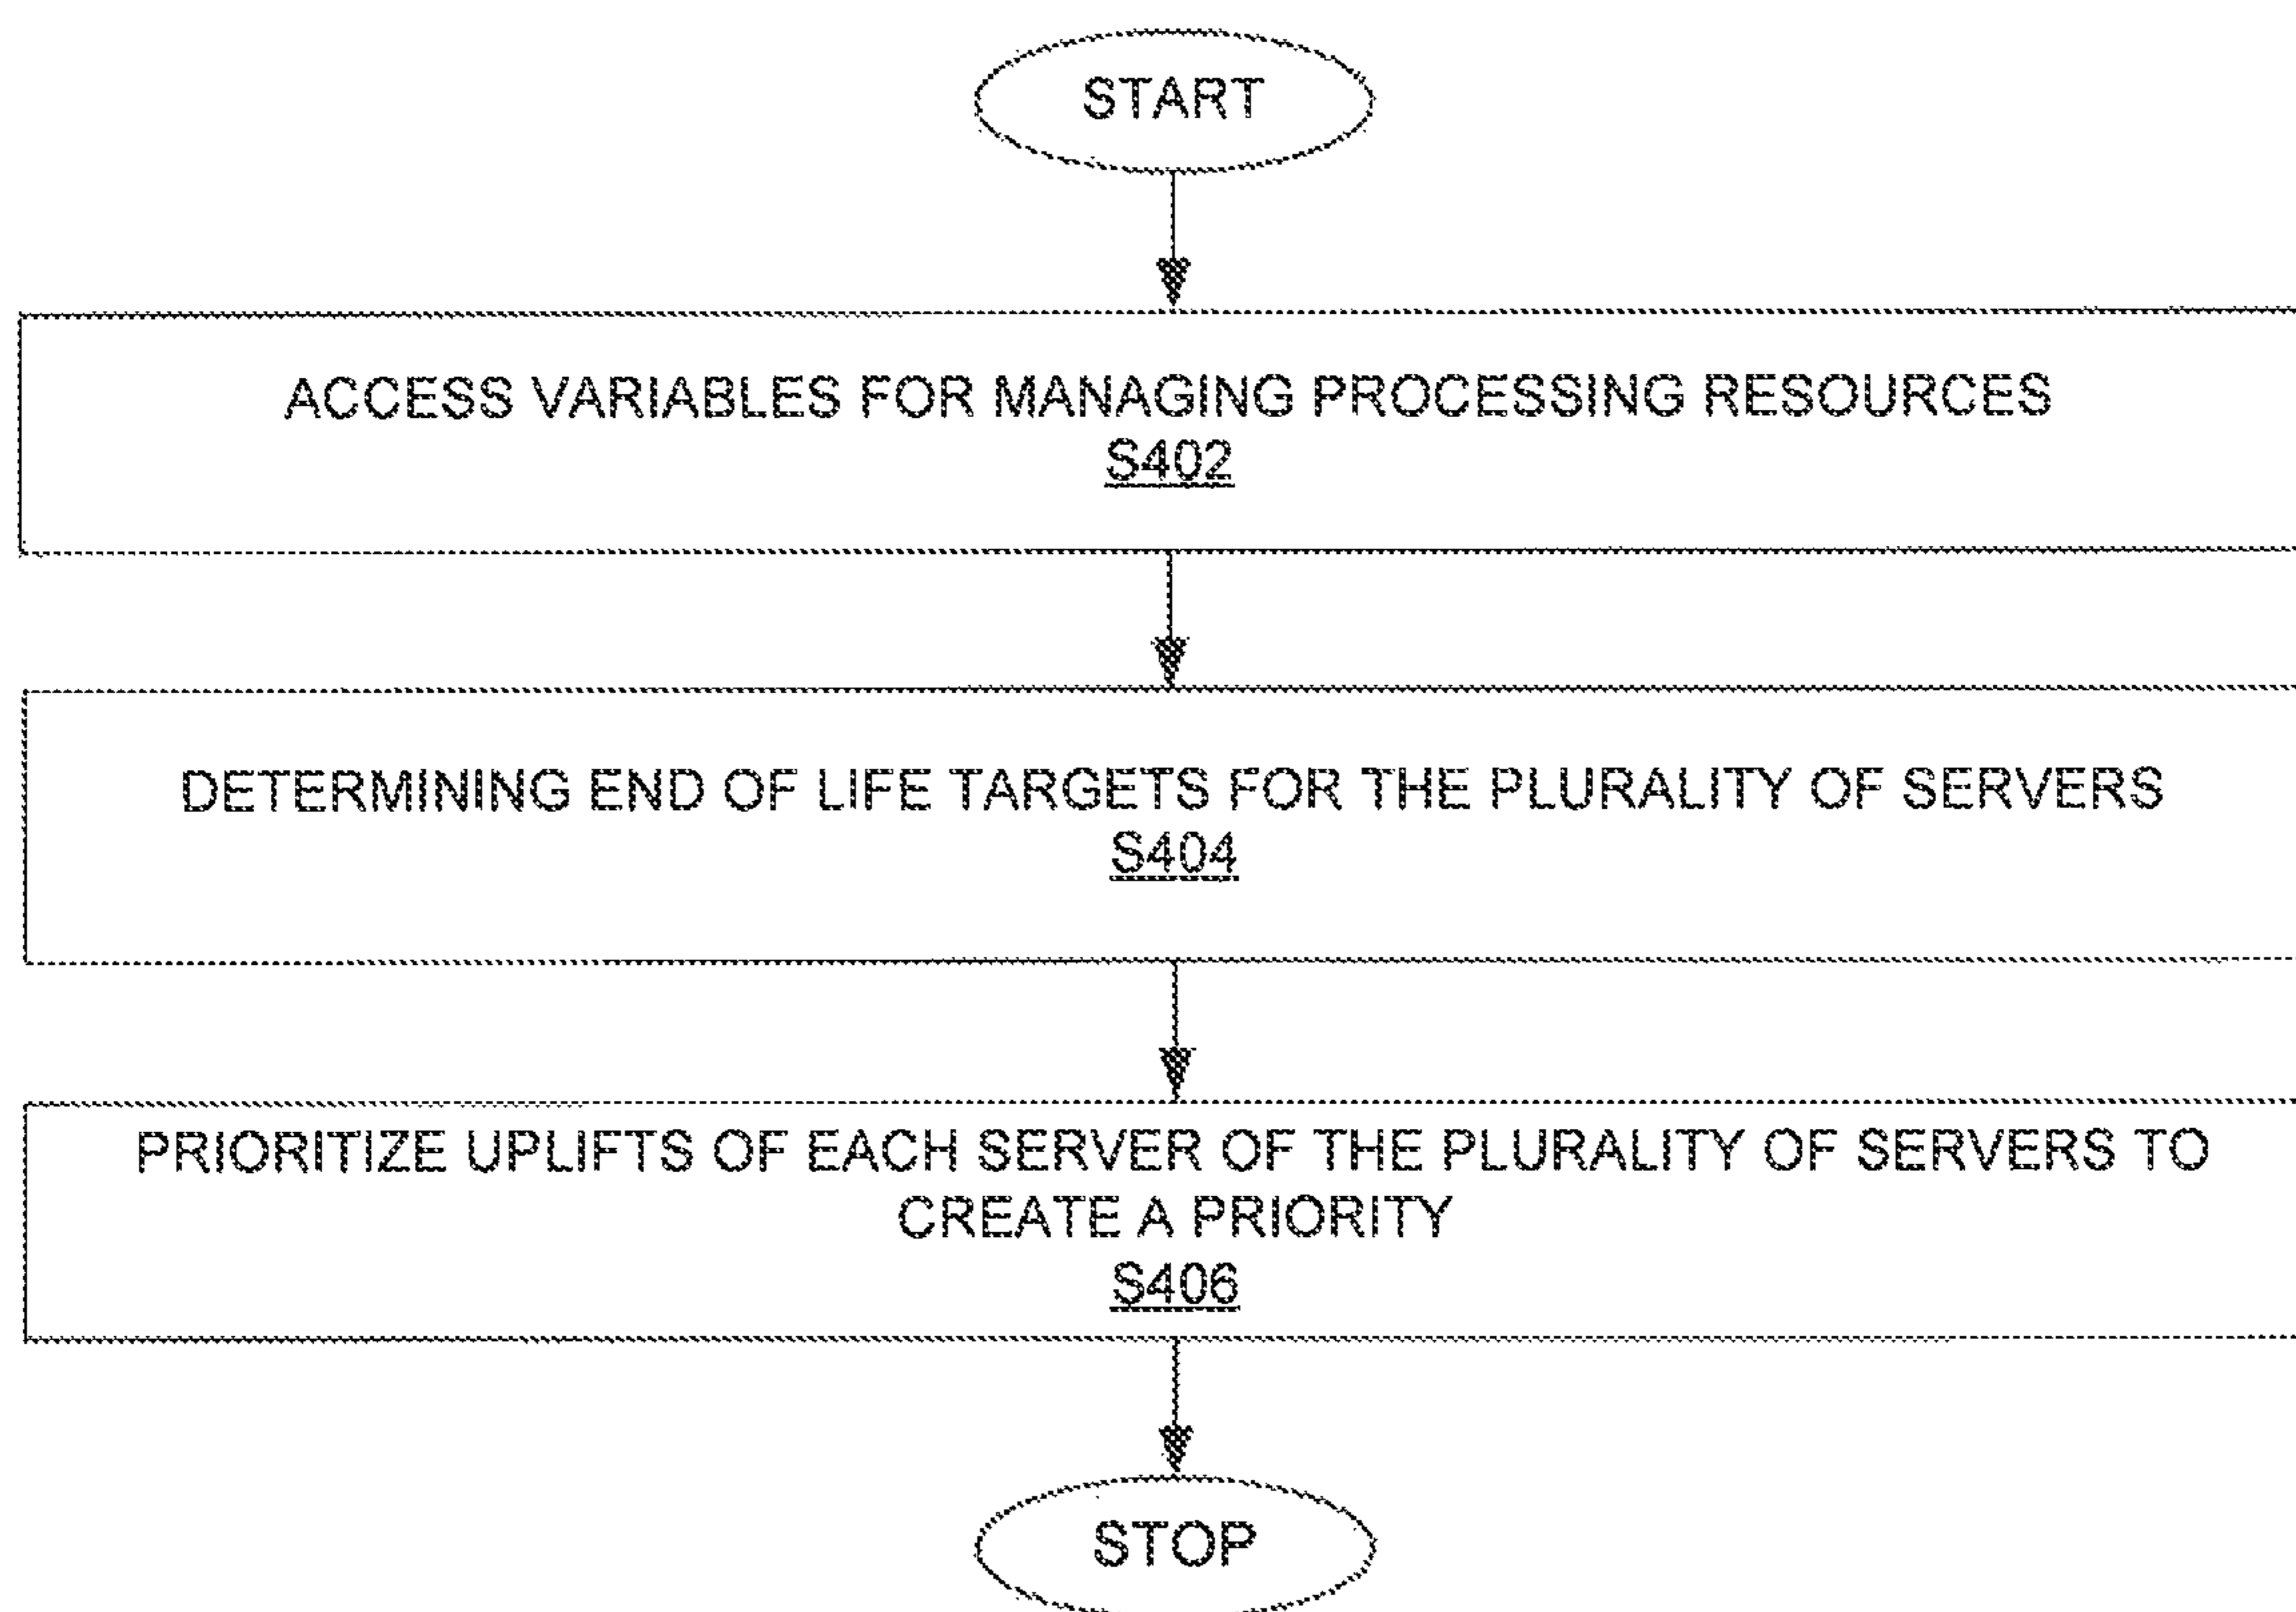 START
ACCESS VARIABLES FOR MANAGING PROCESSING RESOURCES
S402
DETERMINING END OF LIFE TARGETS FOR THE PLURALITY OF SERVERS
S404
PRIORITIZE UPLIFTS OF EACH SERVER OF THE PLURALITY OF SERVERS TO
CREATE A PRIORITY
S406
STOP